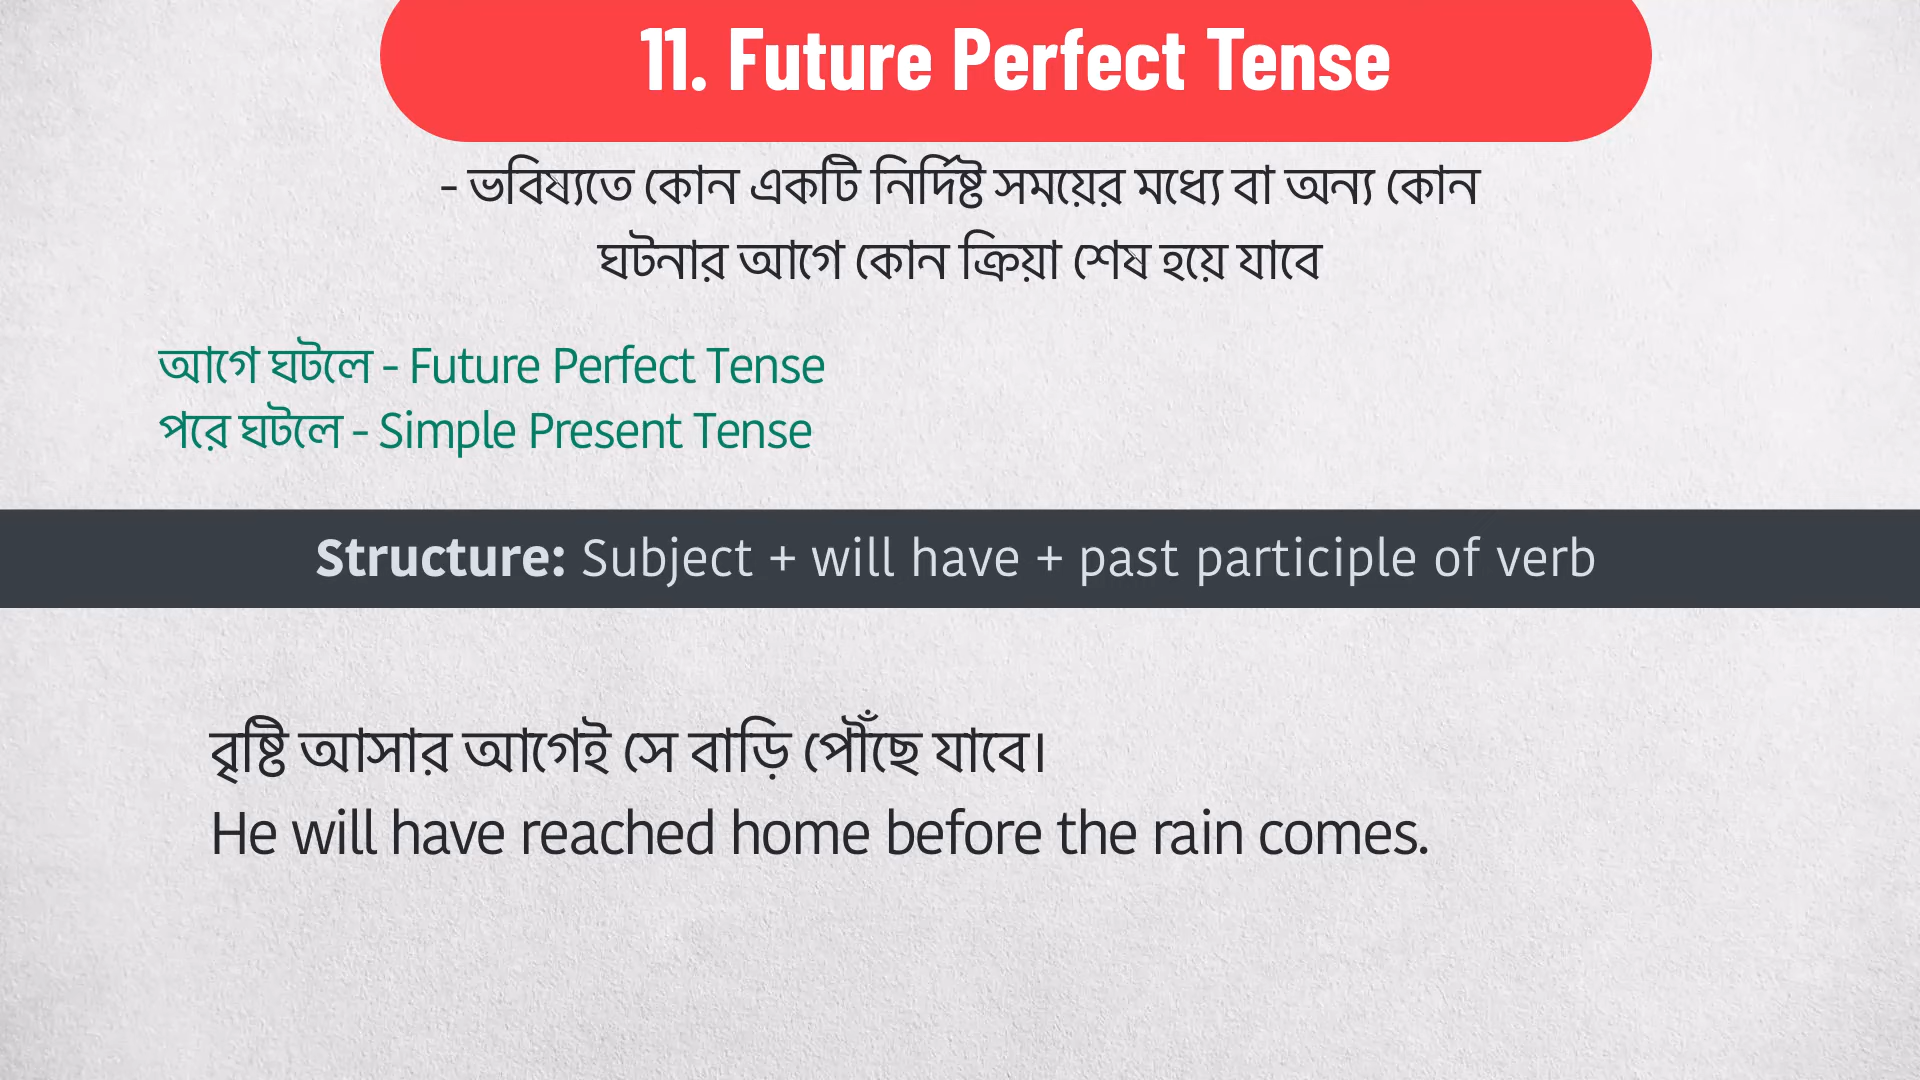 11. Future Perfect Tense
- ভবিষ্যতে কোন একটি নির্দিষ্ট সময়ের মধ্যে বা অন্য কোন
ঘটনার আগে কোন ক্রিয়া শেষ হয়ে যাবে
আগে ঘটলে - Future Perfect Tense
পরে ঘটলে - Simple Present Tense
Structure: Subject + will have + past participle of verb
বৃষ্টি আসার আগেই সে বাড়ি পৌঁছে যাবে।
He will have reached home before the rain comes.